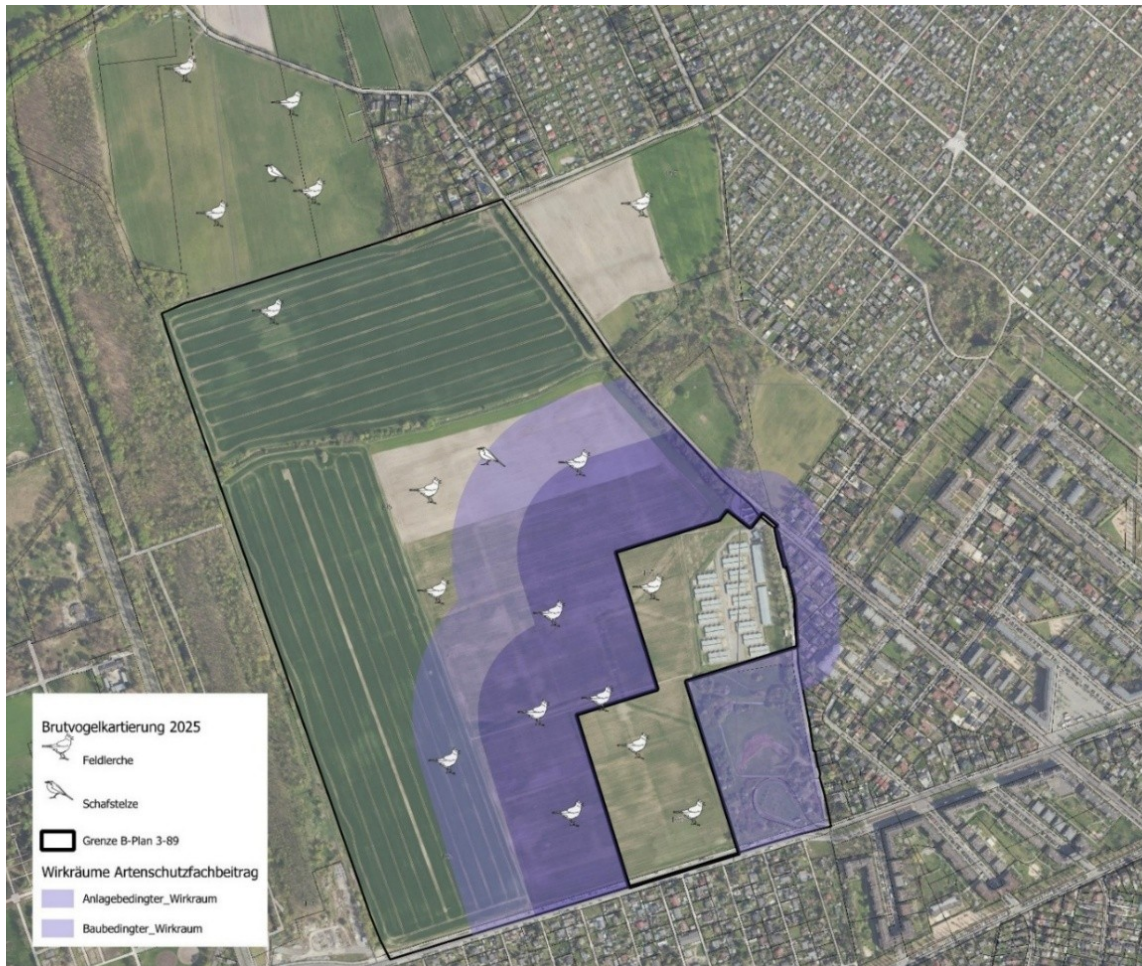 Brutvogelkartierung 2025
Feldlerche
Schafstelze
Grenze B-Plan 3-89
Wirkräume Artenschutzfachbeitrag
Anlagebedingter_Wirkraum
Baubedingter_Wirkraum